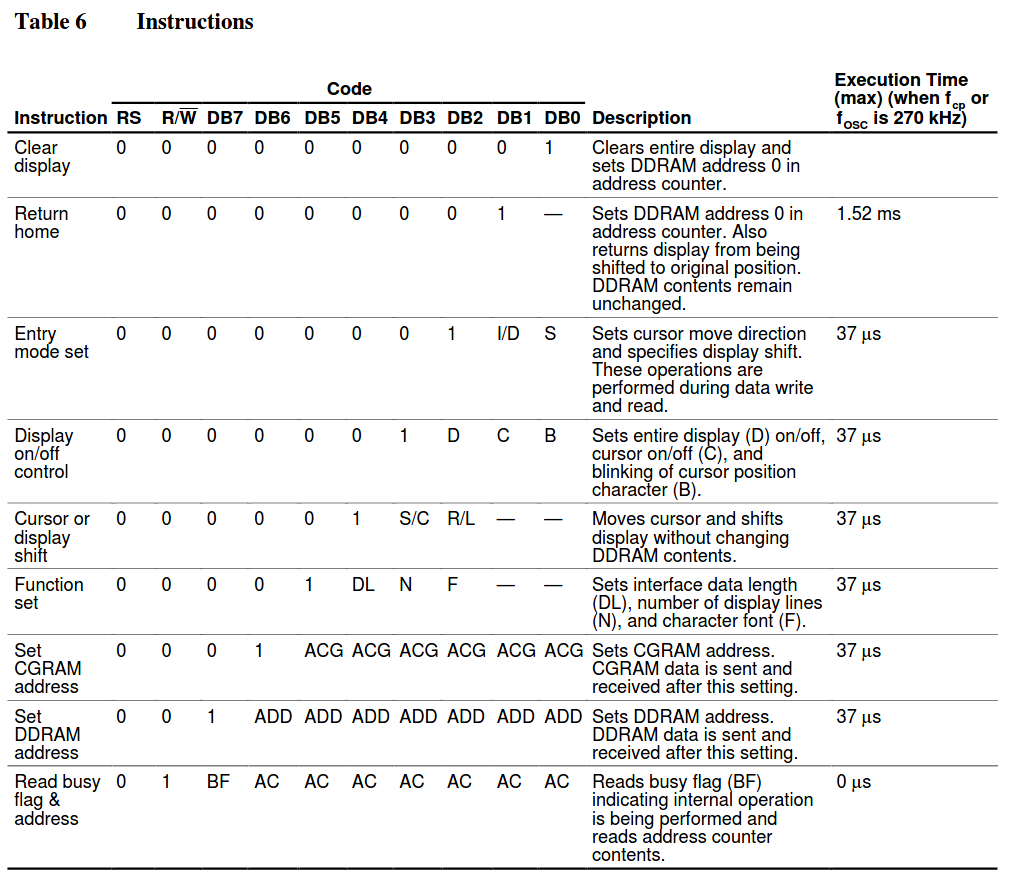 Table 6 Instructions
Code
Execution Time
(max) (when fcp or
fOSC is 270 kHz)
Instruction RS R/W̅ DB7 DB6 DB5 DB4 DB3 DB2 DB1 DB0 Description
Clear 0 0 0 0 0 0 0 0 0 1 Clears entire display and
display sets DDRAM address 0 in
address counter.
Return 0 0 0 0 0 0 0 0 1 — Sets DDRAM address 0 in 1.52 ms
home address counter. Also
returns display from being
shifted to original position.
DDRAM contents remain
unchanged.
Entry 0 0 0 0 0 0 0 1 I/D S Sets cursor move direction 37 µs
mode set and specifies display shift.
These operations are
performed during data write
and read.
Display 0 0 0 0 0 0 1 D C B Sets entire display (D) on/off, 37 µs
on/off cursor on/off (C), and
control blinking of cursor position
character (B).
Cursor or 0 0 0 0 0 1 S/C R/L — — Moves cursor and shifts 37 µs
display display without changing
shift DDRAM contents.
Function 0 0 0 0 1 DL N F — — Sets interface data length 37 µs
set (DL), number of display lines
(N), and character font (F).
Set 0 0 0 1 ACG ACG ACG ACG ACG ACG Sets CGRAM address. 37 µs
CGRAM CGRAM data is sent and
address received after this setting.
Set 0 0 1 ADD ADD ADD ADD ADD ADD ADD Sets DDRAM address. 37 µs
DDRAM DDRAM data is sent and
address received after this setting.
Read busy 0 1 BF AC AC AC AC AC AC AC Reads busy flag (BF) 0 µs
flag & indicating internal operation
address is being performed and
reads address counter
contents.